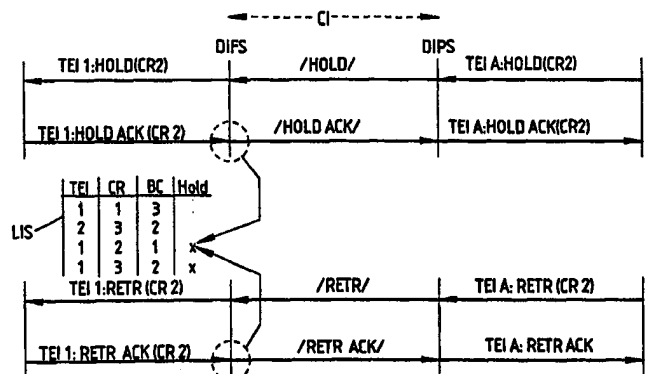 CI
DIFS DIPS
TEI 1:HOLD(CR2) /HOLD/ TEI A:HOLD(CR2)
TEI 1:HOLD ACK (CR 2) /HOLD ACK/ TEI A:HOLD ACK(CR2)
TEI CR BC Hold
1 1 3
LIS
2 3 2
1 2 1 x
1 3 2 x
TEI 1:RETR (CR 2) /RETR/ TEI A: RETR (CR 2)
TEI 1: RETR ACK (CR 2) /RETR ACK/ TEI A: RETR ACK